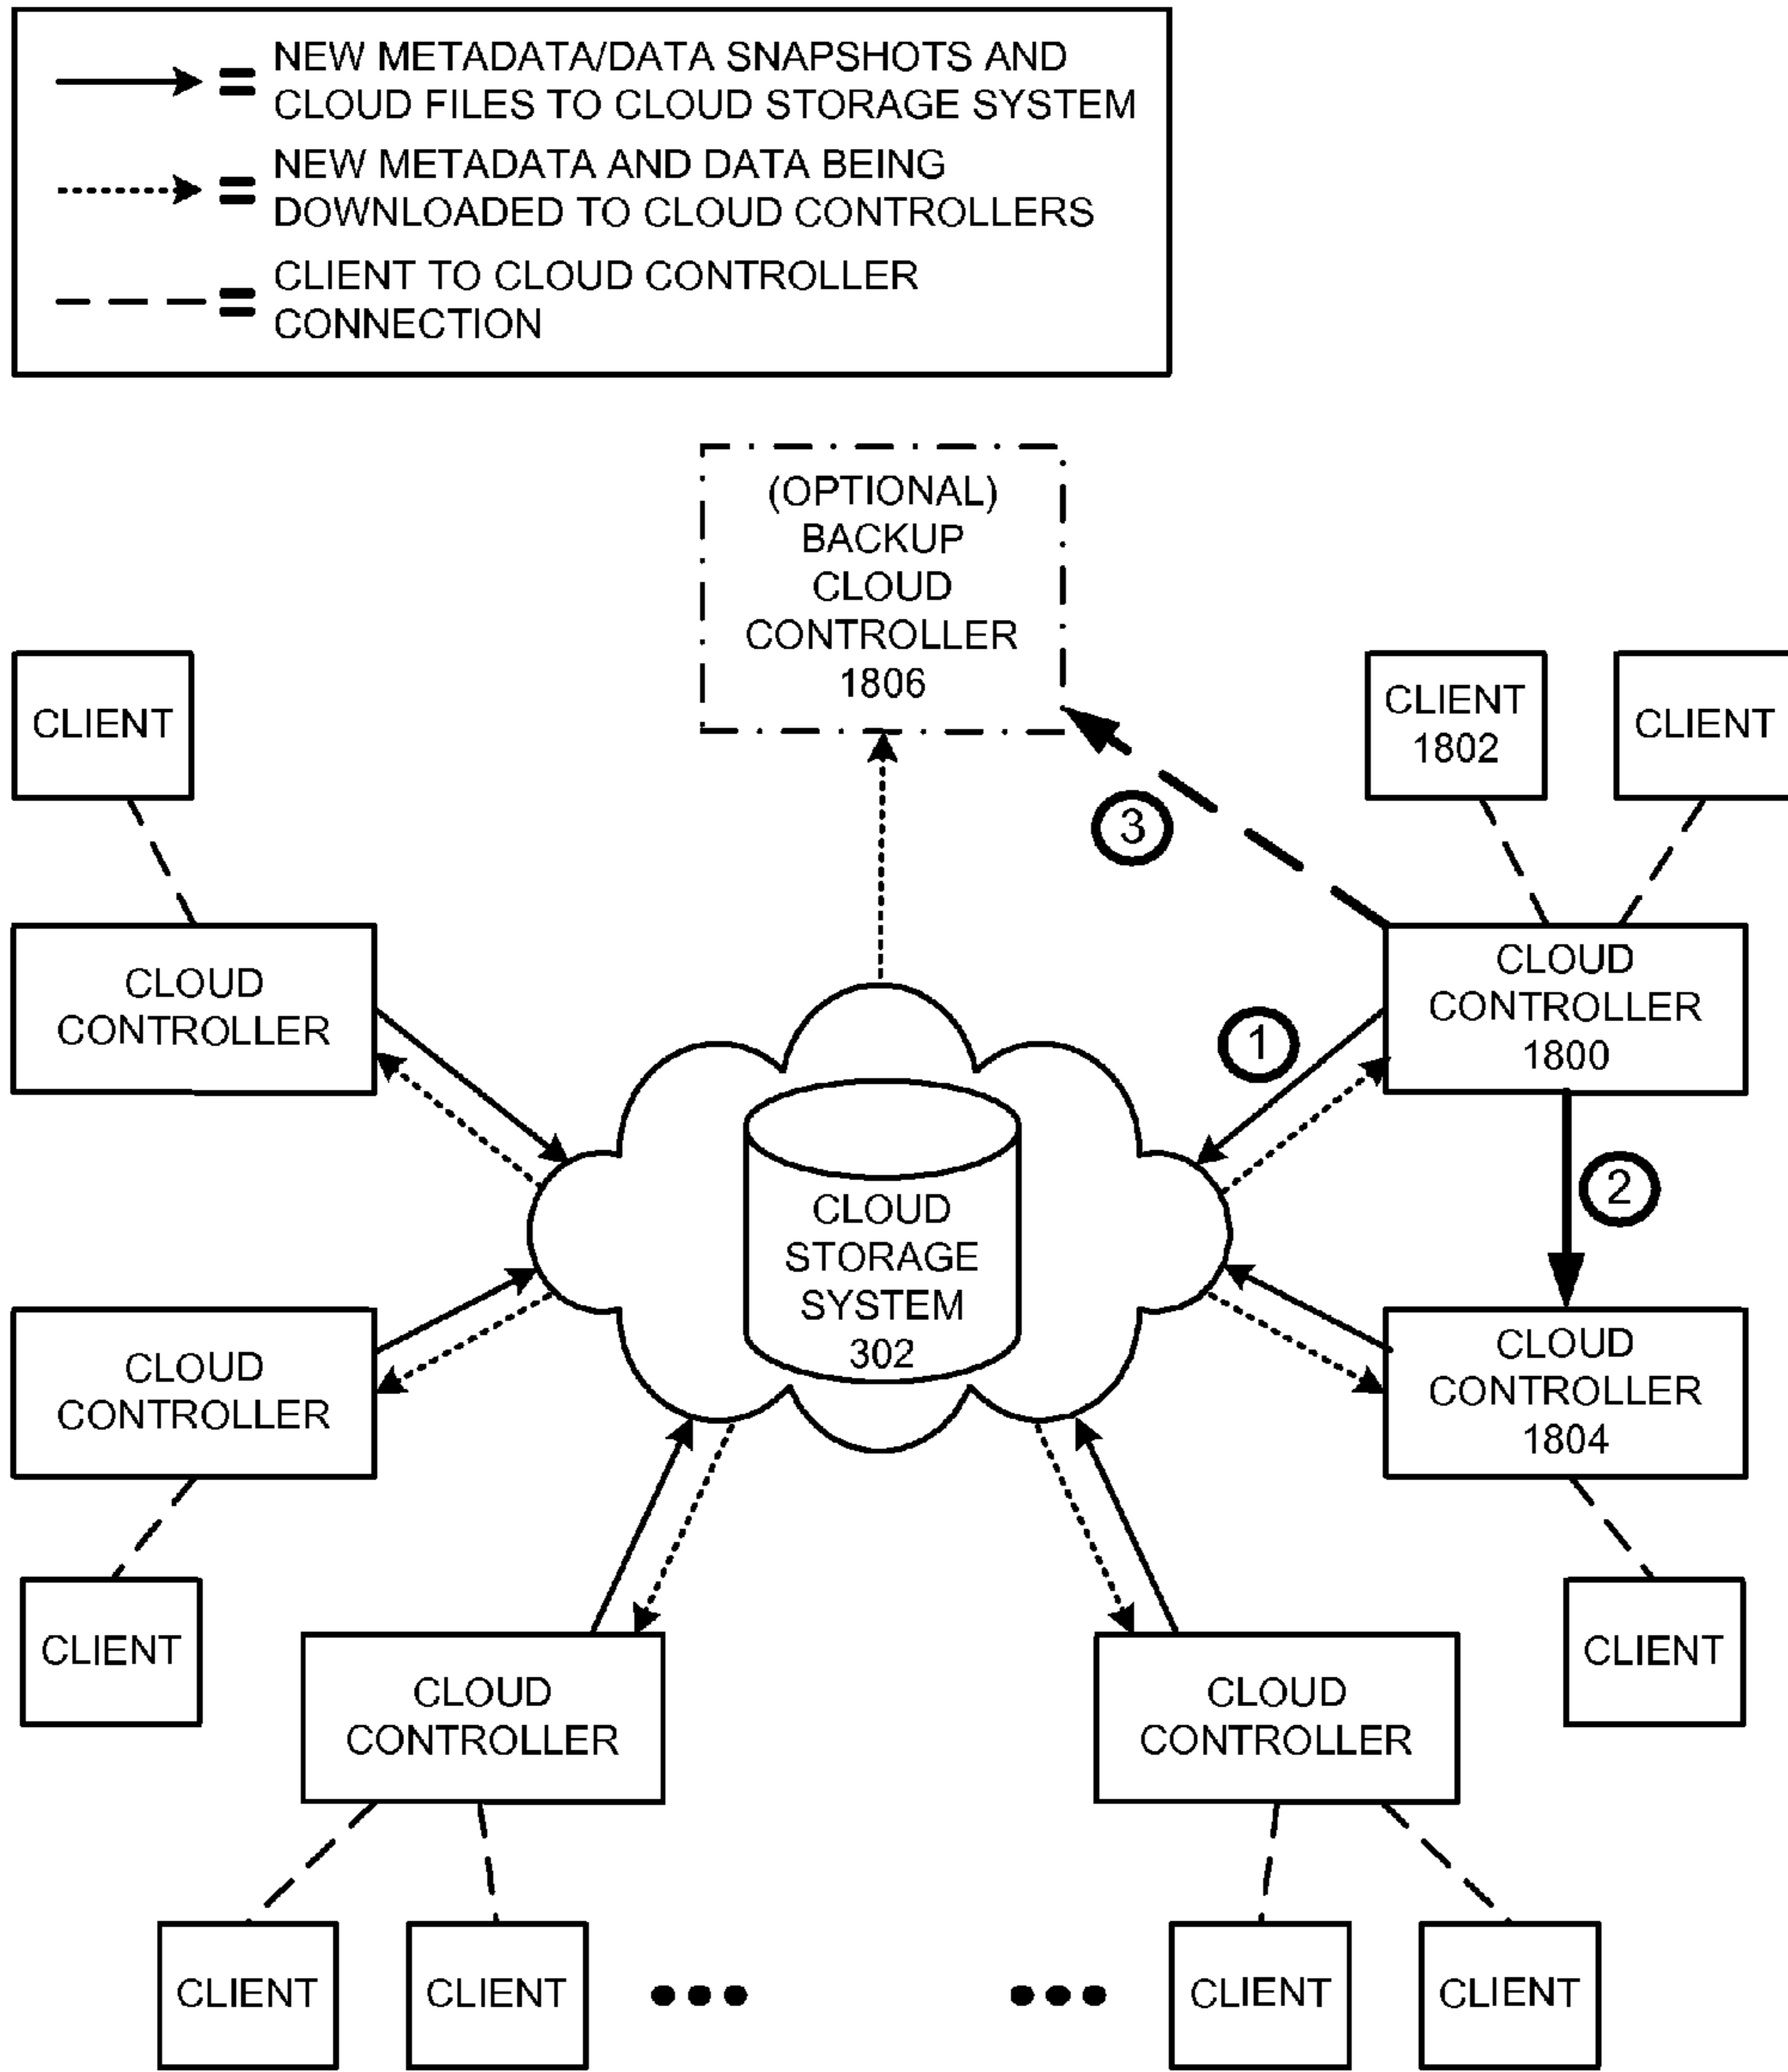 NEW METADATA/DATA SNAPSHOTS AND
CLOUD FILES TO CLOUD STORAGE SYSTEM
NEW METADATA AND DATA BEING
DOWNLOADED TO CLOUD CONTROLLERS
CLIENT TO CLOUD CONTROLLER
CONNECTION
(OPTIONAL)
BACKUP
CLOUD
CONTROLLER
1806
CLIENT
CLIENT
1802
CLIENT
3
CLOUD
CONTROLLER
CLOUD
CONTROLLER
1800
1
2
CLOUD
STORAGE
SYSTEM
302
CLOUD
CONTROLLER
CLOUD
CONTROLLER
1804
CLIENT
CLIENT
CLOUD
CONTROLLER
CLOUD
CONTROLLER
CLIENT
CLIENT
CLIENT
CLIENT